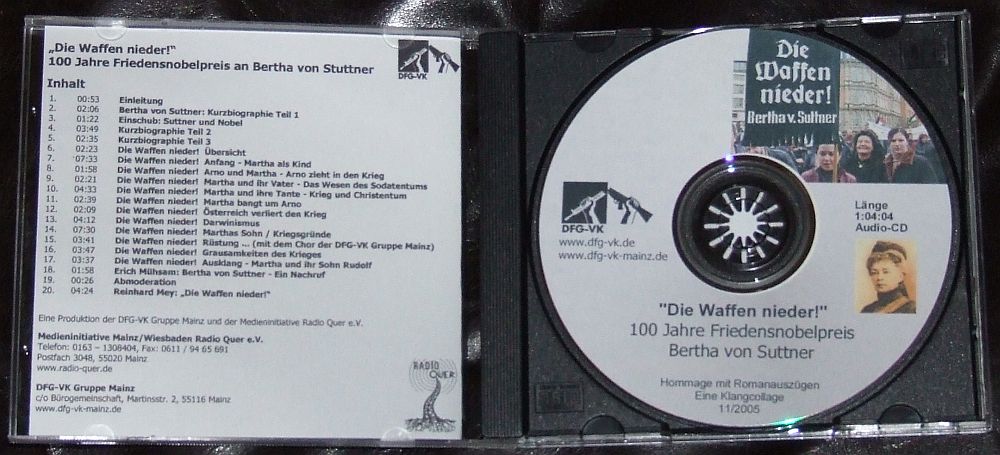 „Die Waffen nieder!"
100 Jahre Friedensnobelpreis an Bertha von Stuttner
DFG-VK
Inhalt
1. 00:53 Einleitung
2. 02:06 Bertha von Suttner: Kurzbiographie Teil 1
3. 01:22 Einschub: Suttner und Nobel
4. 03:49 Kurzbiographie Teil 2
5. 02:35 Kurzbiographie Teil 3
6. 02:23 Die Waffen nieder! Übersicht
7. 07:33 Die Waffen nieder! Anfang - Martha als Kind
8. 01:58 Die Waffen nieder! Arno und Martha - Arno zieht in den Krieg
9. 02:21 Die Waffen nieder! Martha und ihr Vater - Das Wesen des Sodatentums
10. 04:33 Die Waffen nieder! Martha und ihre Tante - Krieg und Christentum
11. 02:39 Die Waffen nieder! Martha bangt um Arno
12. 02:09 Die Waffen nieder! Österreich verliert den Krieg
13. 04:12 Die Waffen nieder! Darwinismus
14. 07:30 Die Waffen nieder! Marthas Sohn / Kriegsgründe
15. 03:41 Die Waffen nieder! Rüstung ... (mit dem Chor der DFG-VK Gruppe Mainz)
16. 03:47 Die Waffen nieder! Grausamkeiten des Krieges
17. 03:37 Die Waffen nieder! Ausklang - Martha und ihr Sohn Rudolf
18. 01:58 Erich Mühsam: Bertha von Suttner - Ein Nachruf
19. 00:26 Abmoderation
20. 04:24 Reinhard Mey: „Die Waffen nieder!"
Eine Produktion der DFG-VK Gruppe Mainz und der Medieninitiative Radio Quer e.V.
Medieninitiative Mainz/Wiesbaden Radio Quer e.V.
Telefon: 0163 – 1308404, Fax: 0611 / 94 65 691
Postfach 3048, 55020 Mainz
www.radio-quer.de
DFG-VK Gruppe Mainz
c/o Bürogemeinschaft, Martinsstr. 2, 55116 Mainz
www.dfg-vk-mainz.de
RADIO
QUER
Die
Waffen
nieder!
Bertha v. Suttner
DFG-VK
www.dfg-vk.de
www.dfg-vk-mainz.de
Länge
1:04:04
Audio-CD
"Die Waffen nieder!"
100 Jahre Friedensnobelpreis
Bertha von Suttner
Hommage mit Romanauszügen
Eine Klangcollage
11/2005